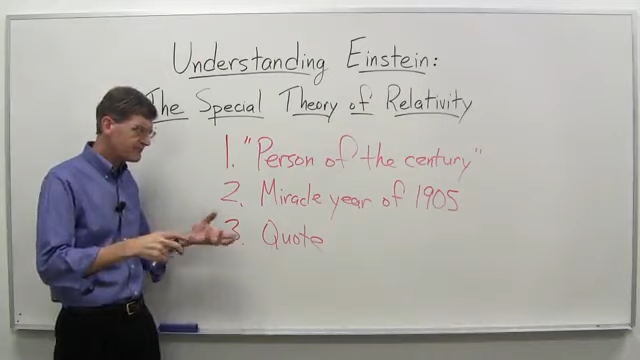 Understanding Einstein:
The Special Theory of Relativity
1. "Person of the century"
2. Miracle year of 1905
3. Quote